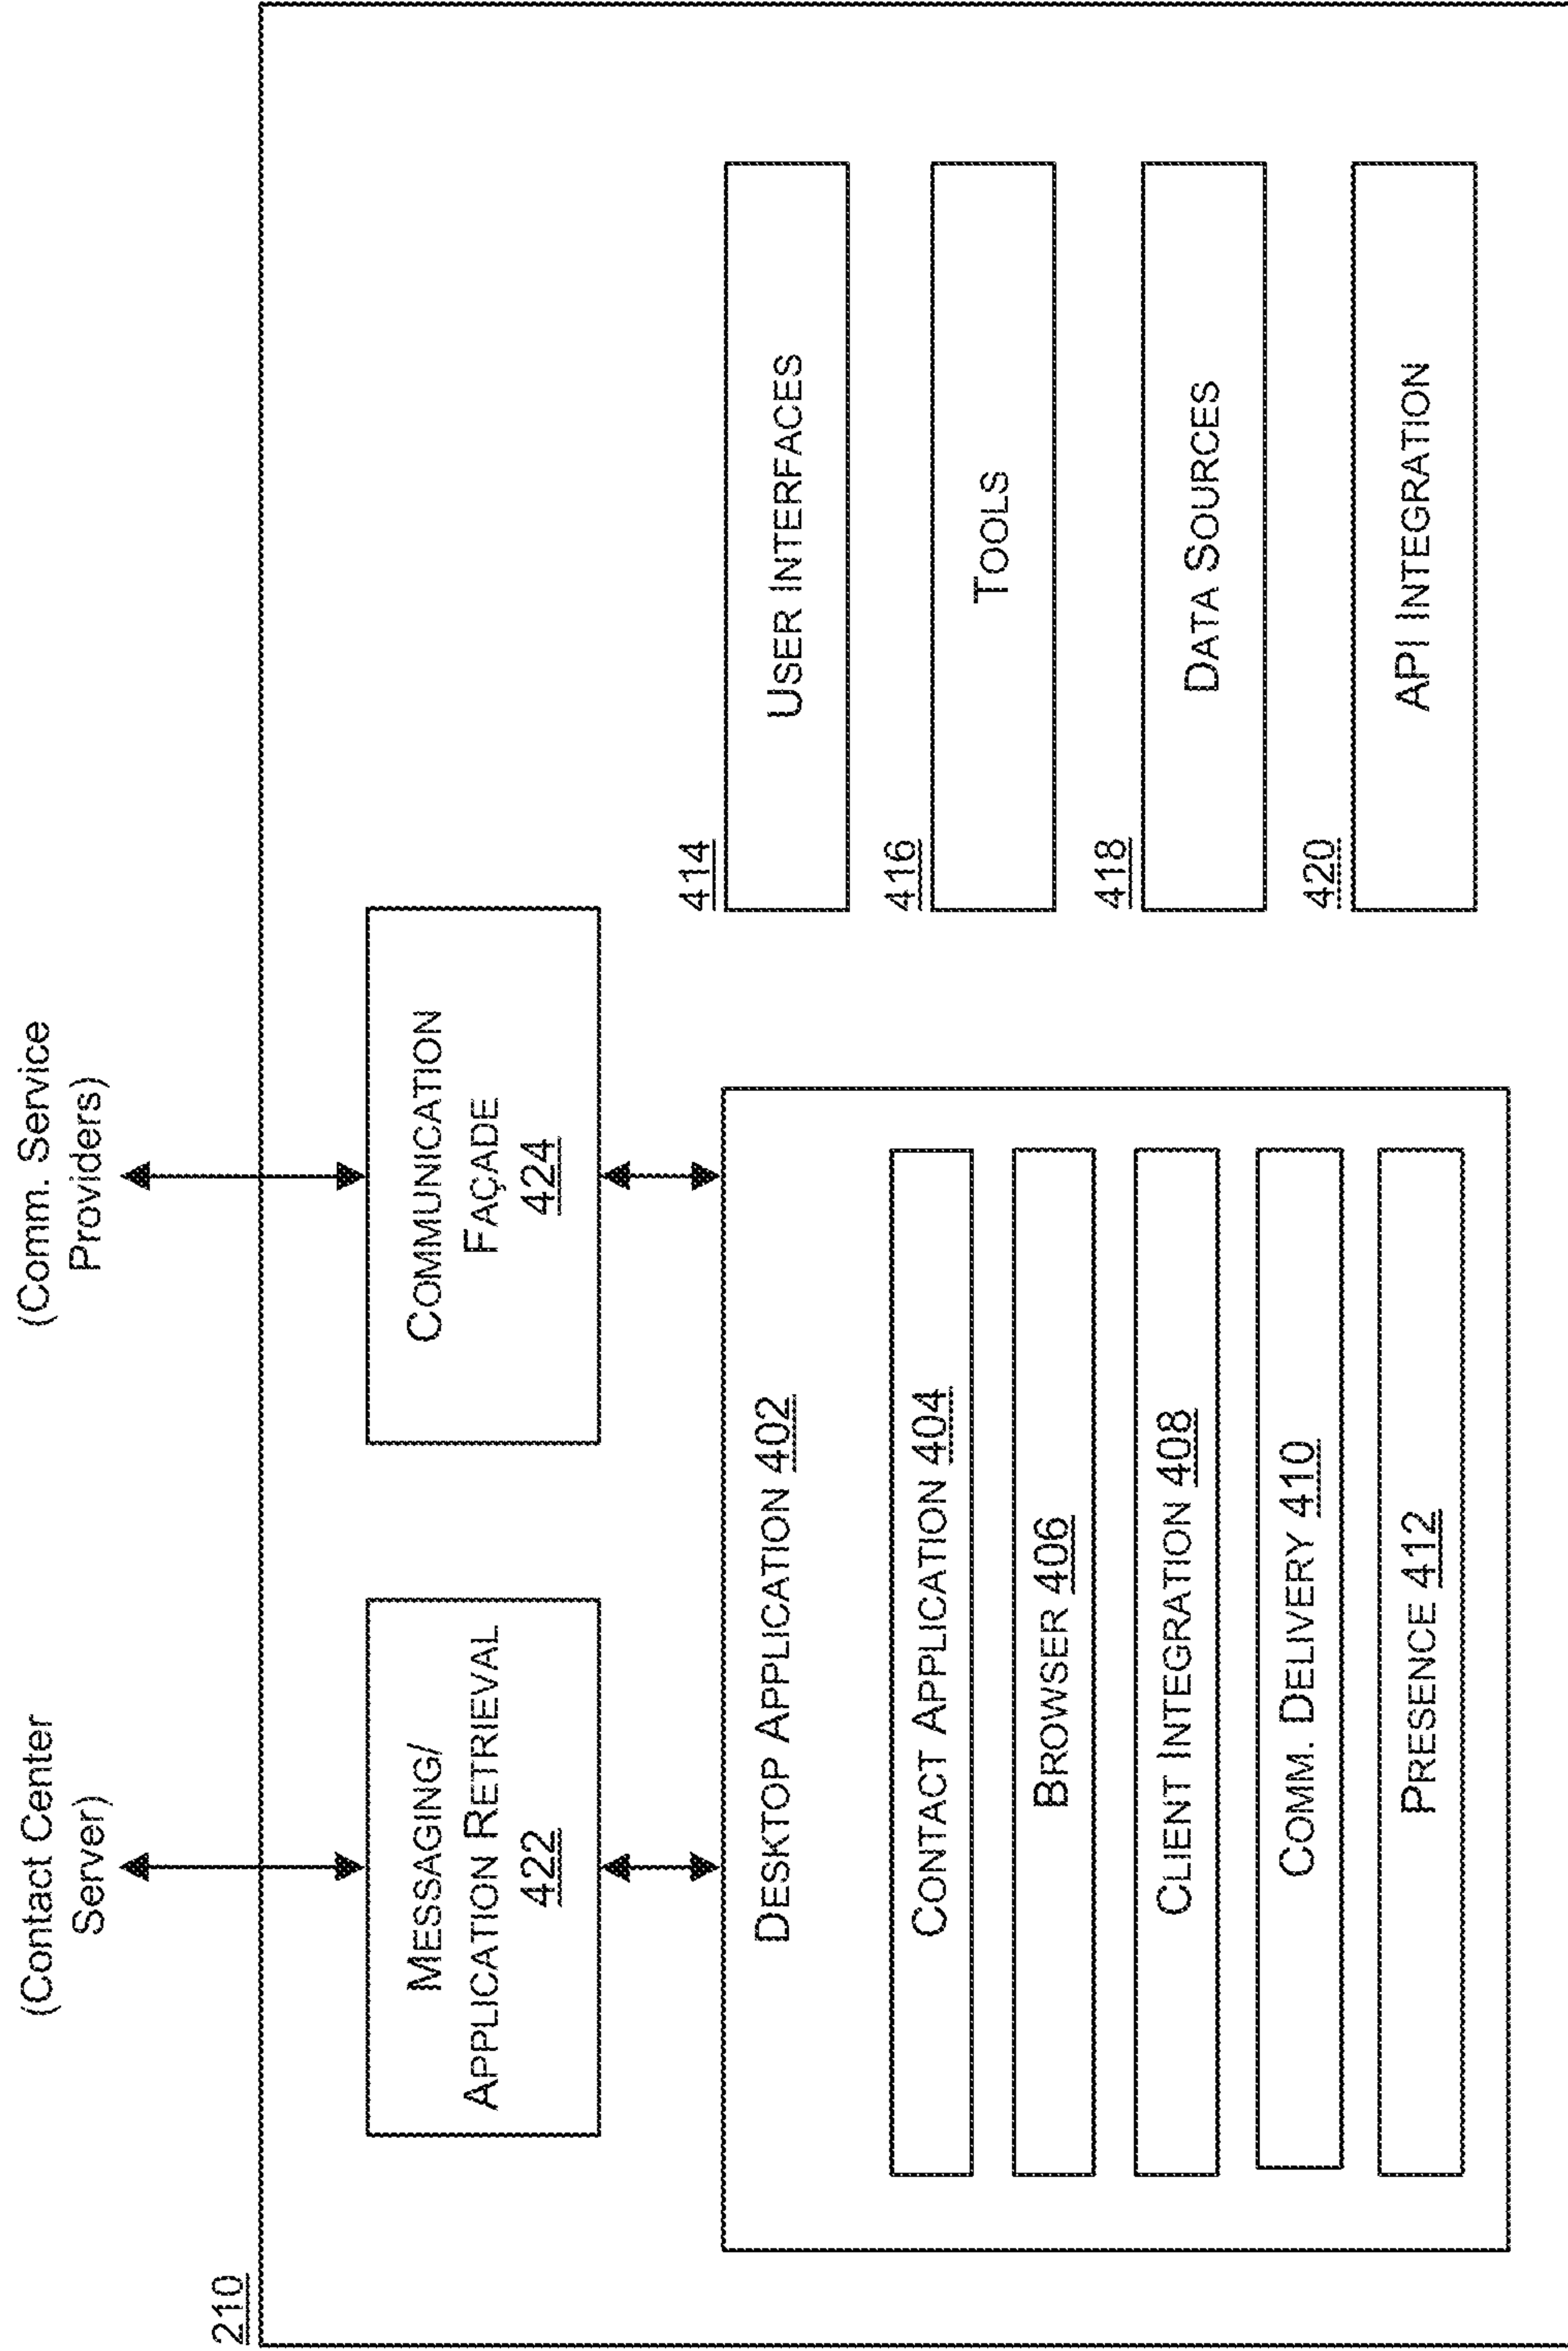 (Contact Center
Server)
(Comm. Service
Providers)
210
MESSAGING/
APPLICATION RETRIEVAL
422
COMMUNICATION
FAÇADE
424
DESKTOP APPLICATION 402
CONTACT APPLICATION 404
BROWSER 406
CLIENT INTEGRATION 408
COMM. DELIVERY 410
PRESENCE 412
414
USER INTERFACES
416
TOOLS
418
DATA SOURCES
420
API INTEGRATION